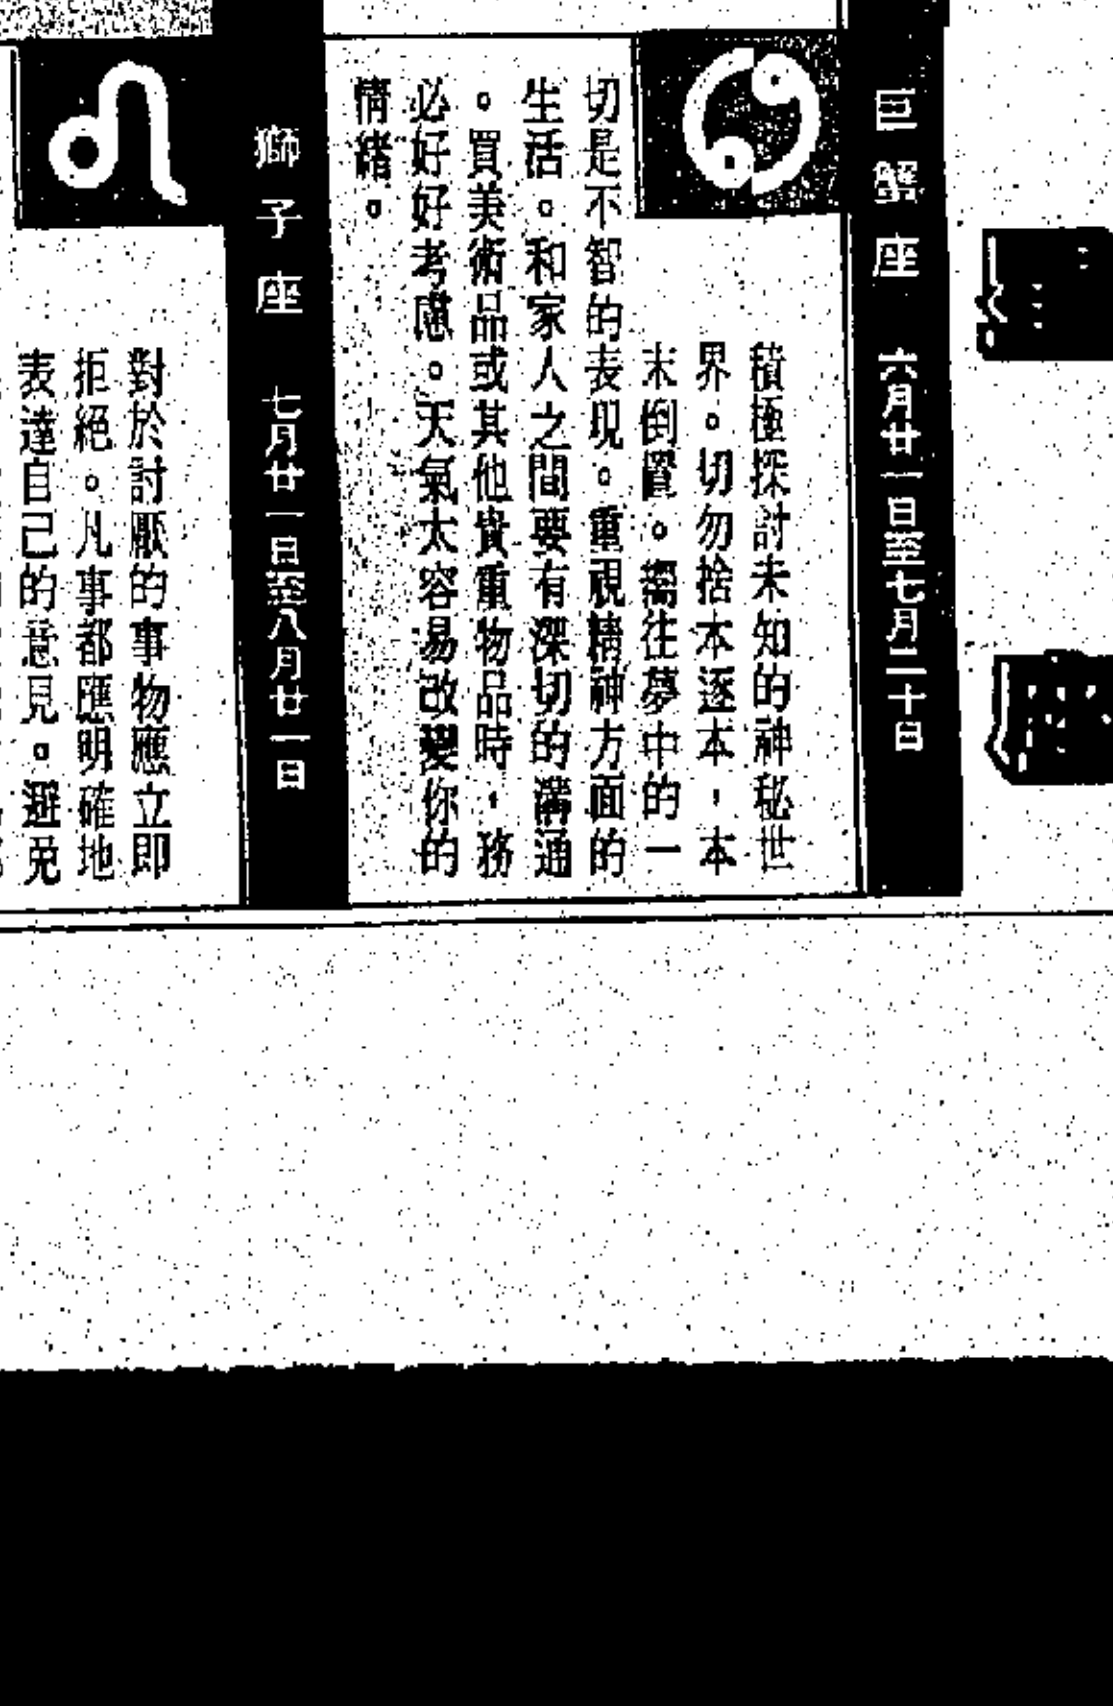 巨蟹座 六月廿一日至七月二十日
積極探討未知的神秘世
界。切勿捨本逐本，本
末倒置。嚮往夢中的一
切是不智的表現。重視精神方面的
生活。和家人之間要有深切的溝通
。買美術品或其他貴重物品時，務
必好好考慮。天氣太容易改變你的
情緒。
獅子座 七月廿一日至八月廿一日
對於討厭的事物應立即
拒絕。凡事都應明確地
表達自己的意見。避免